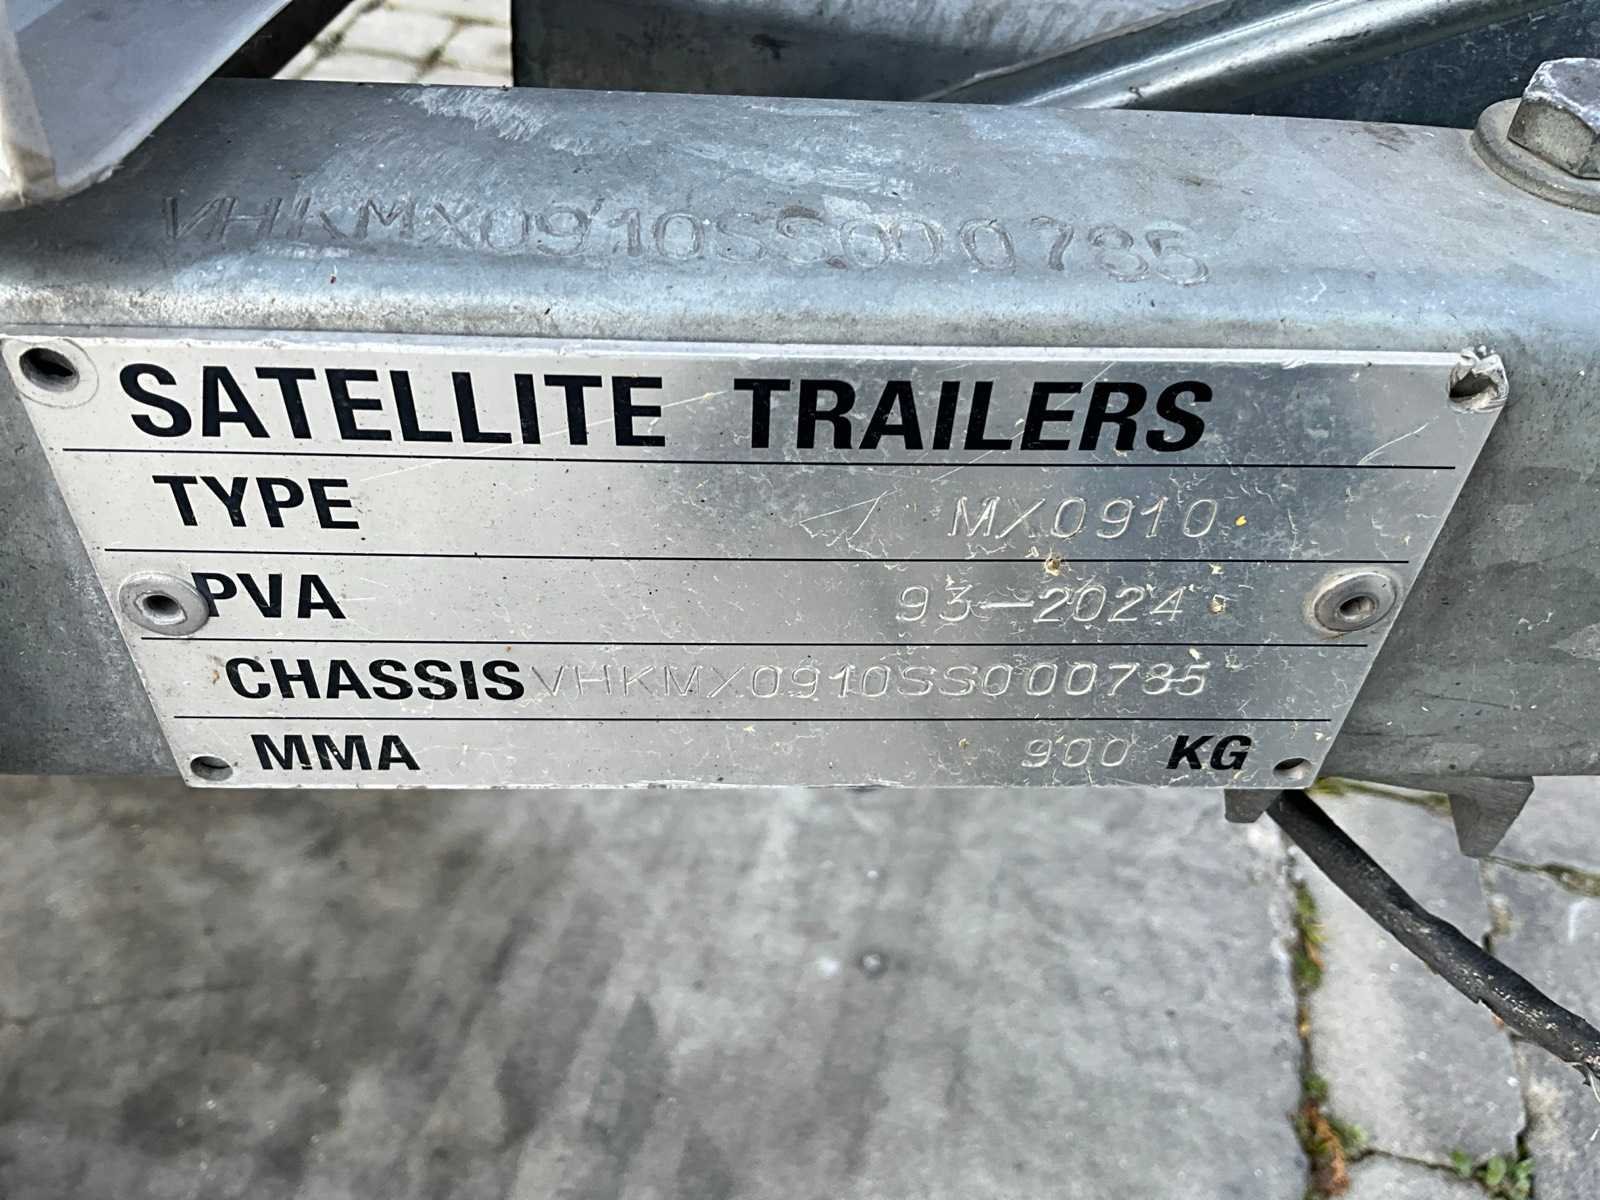 VHKMX0910SS000785
SATELLITE TRAILERS
TYPE MX0910
PVA 93-2024
CHASSIS VHKMX0910SS000785
MMA 900 KG